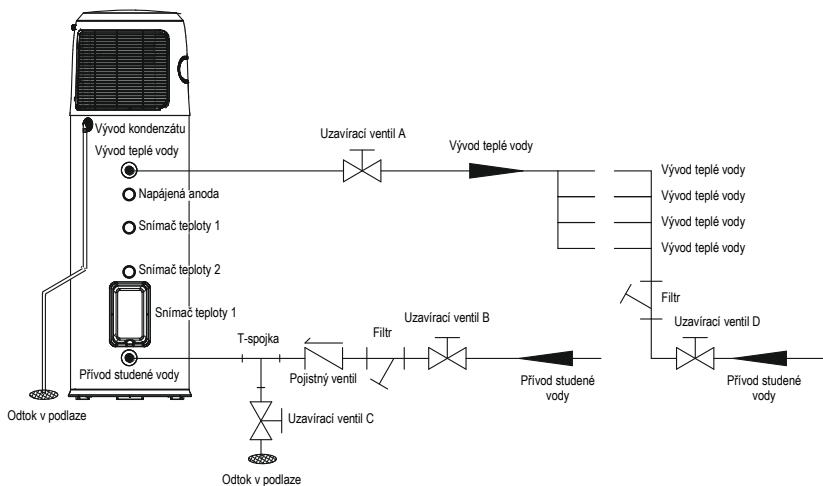 Vývod kondenzátu
Uzavírací ventil A
Vývod teplé vody
Vývod teplé vody
Vývod teplé vody
Napájená anoda
Vývod teplé vody
Snímač teploty 1
Vývod teplé vody
Vývod teplé vody
Snímač teploty 2
Filtr
Snímač teploty 1
Uzavírací ventil B
Uzavírací ventil D
T-spojka
Filtr
Přívod studené vody
Pojistný ventil
Přívod studené
vody
Přívod studené
vody
Odtok v podlaze
Uzavírací ventil C
Odtok v podlaze